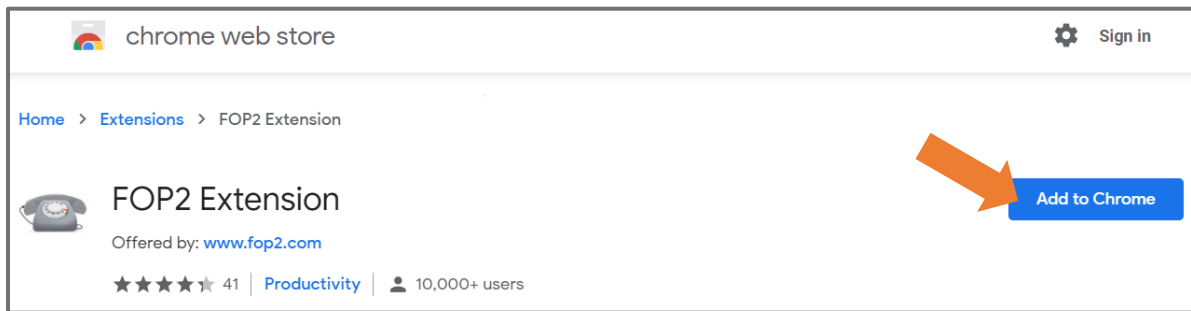 chrome web store
Sign in
Home > Extensions > FOP2 Extension
FOP2 Extension
Add to Chrome
Offered by: www.fop2.com
41 | Productivity | 10,000+ users